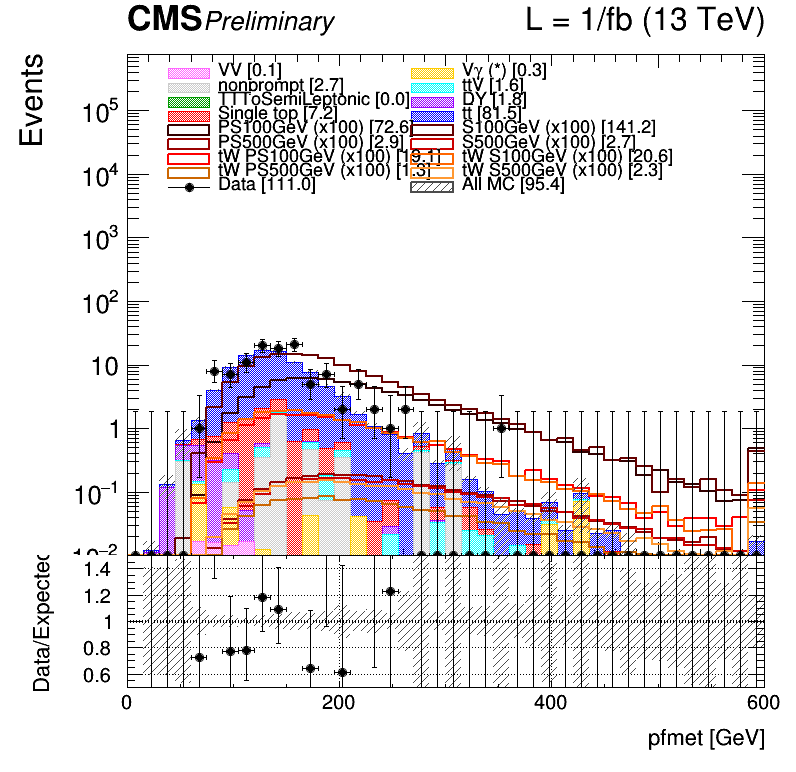 CMS Preliminary L = 1/fb (13 TeV)
Events
VV [0.1] Vγ (*) [0.3]
nonprompt [2.7] ttV [1.6]
TTToSemiLeptonic [0.0] DY [1.8]
Single top [7.2] tt [81.5]
PS100GeV (x100) [72.6] S100GeV (x100) [141.2]
PS500GeV (x100) [2.9] S500GeV (x100) [2.7]
tW PS100GeV (x100) [19.1] tW S100GeV (x100) [20.6]
tW PS500GeV (x100) [1.3] tW S500GeV (x100) [2.3]
Data [111.0] All MC [95.4]
10⁵
10⁴
10³
10²
10
1
10⁻¹
10⁻²
Data/Expected
1.4
1.2
1
0.8
0.6
0 200 400 600
pfmet [GeV]